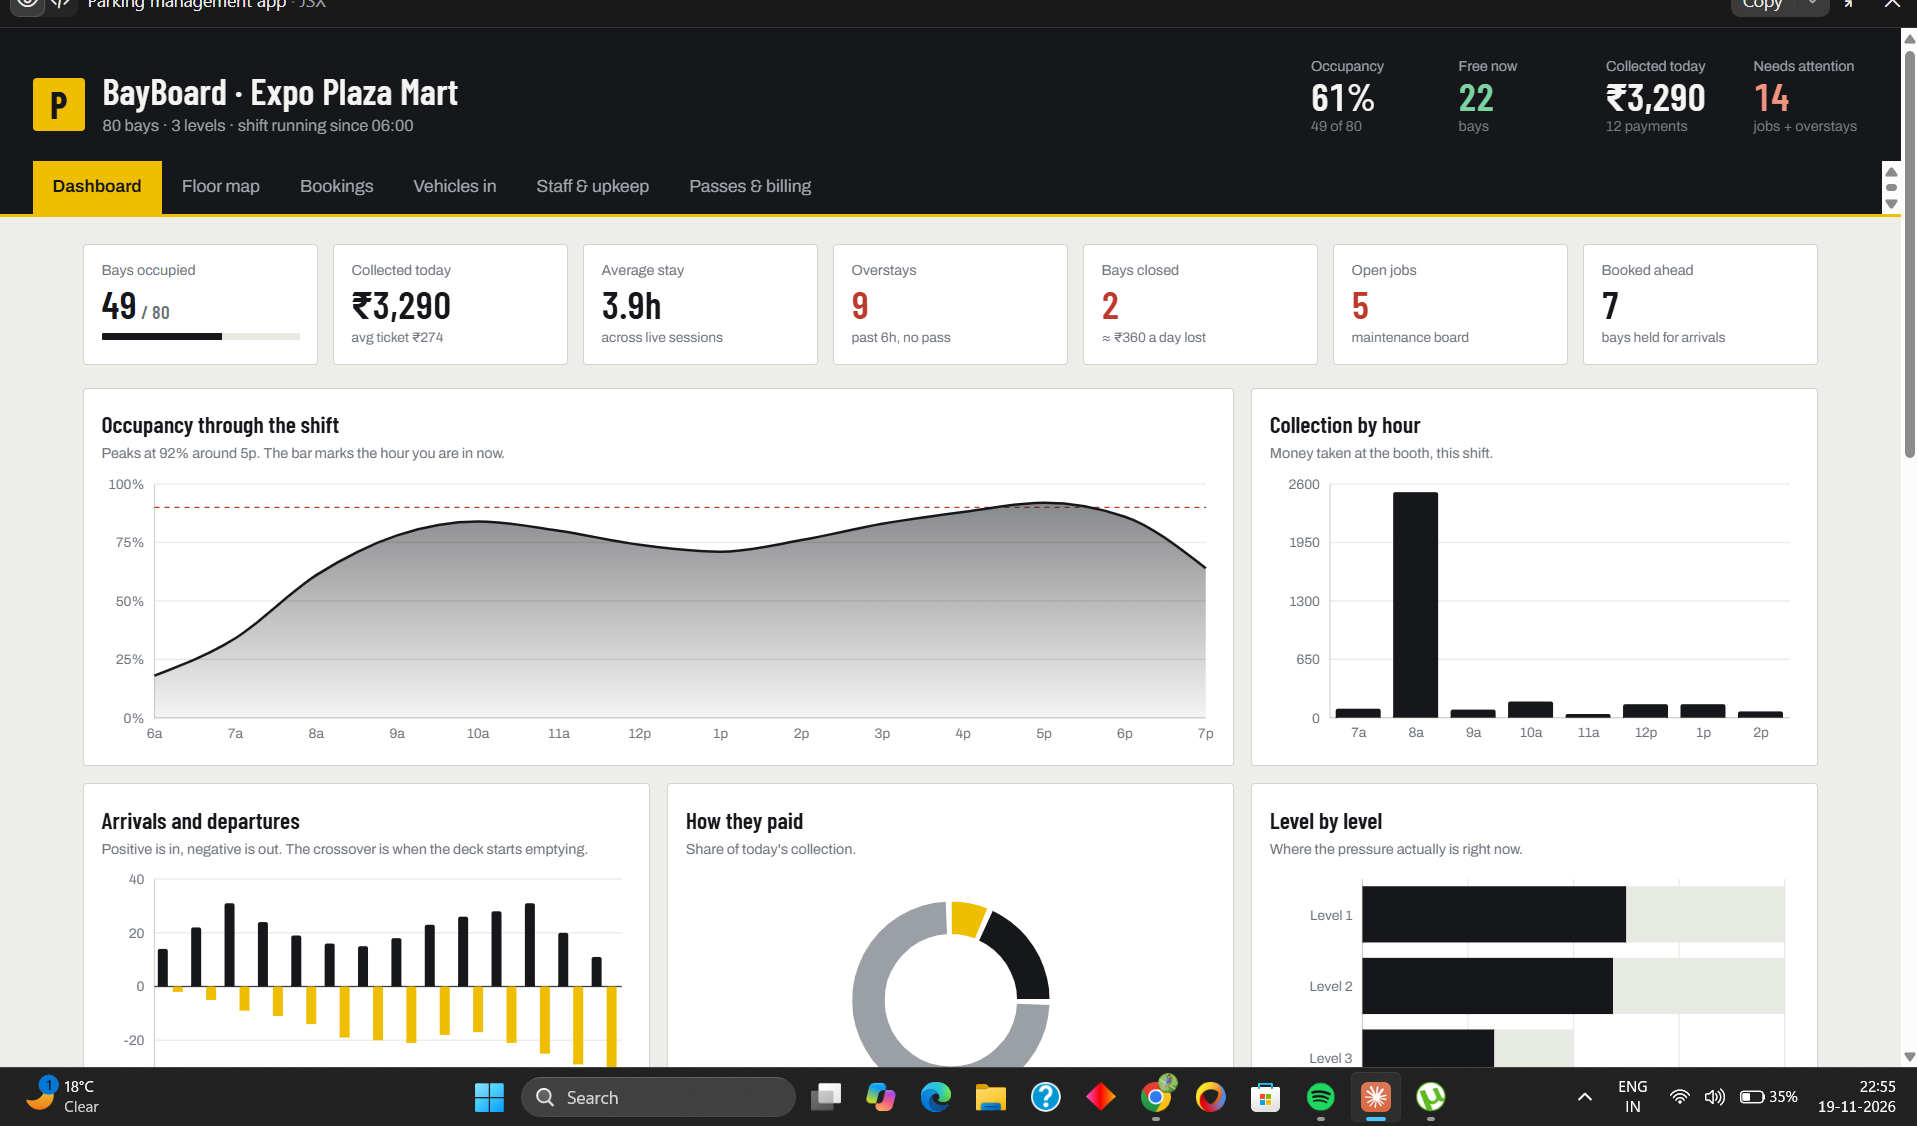 Parking management app · JSX
Copy
P
BayBoard · Expo Plaza Mart
80 bays · 3 levels · shift running since 06:00
Occupancy
61%
49 of 80
Free now
22
bays
Collected today
₹3,290
12 payments
Needs attention
14
jobs + overstays
Dashboard
Floor map
Bookings
Vehicles in
Staff & upkeep
Passes & billing
Bays occupied
49 / 80
Collected today
₹3,290
avg ticket ₹274
Average stay
3.9h
across live sessions
Overstays
9
past 6h, no pass
Bays closed
2
≈ ₹360 a day lost
Open jobs
5
maintenance board
Booked ahead
7
bays held for arrivals
Occupancy through the shift
Peaks at 92% around 5p. The bar marks the hour you are in now.
100%
75%
50%
25%
0%
6a 7a 8a 9a 10a 11a 12p 1p 2p 3p 4p 5p 6p 7p
Collection by hour
Money taken at the booth, this shift.
2600
1950
1300
650
0
7a 8a 9a 10a 11a 12p 1p 2p
Arrivals and departures
Positive is in, negative is out. The crossover is when the deck starts emptying.
40
20
0
-20
How they paid
Share of today's collection.
Level by level
Where the pressure actually is right now.
Level 1
Level 2
Level 3
1
18°C
Clear
Search
ENG
IN
35%
22:55
19-11-2026